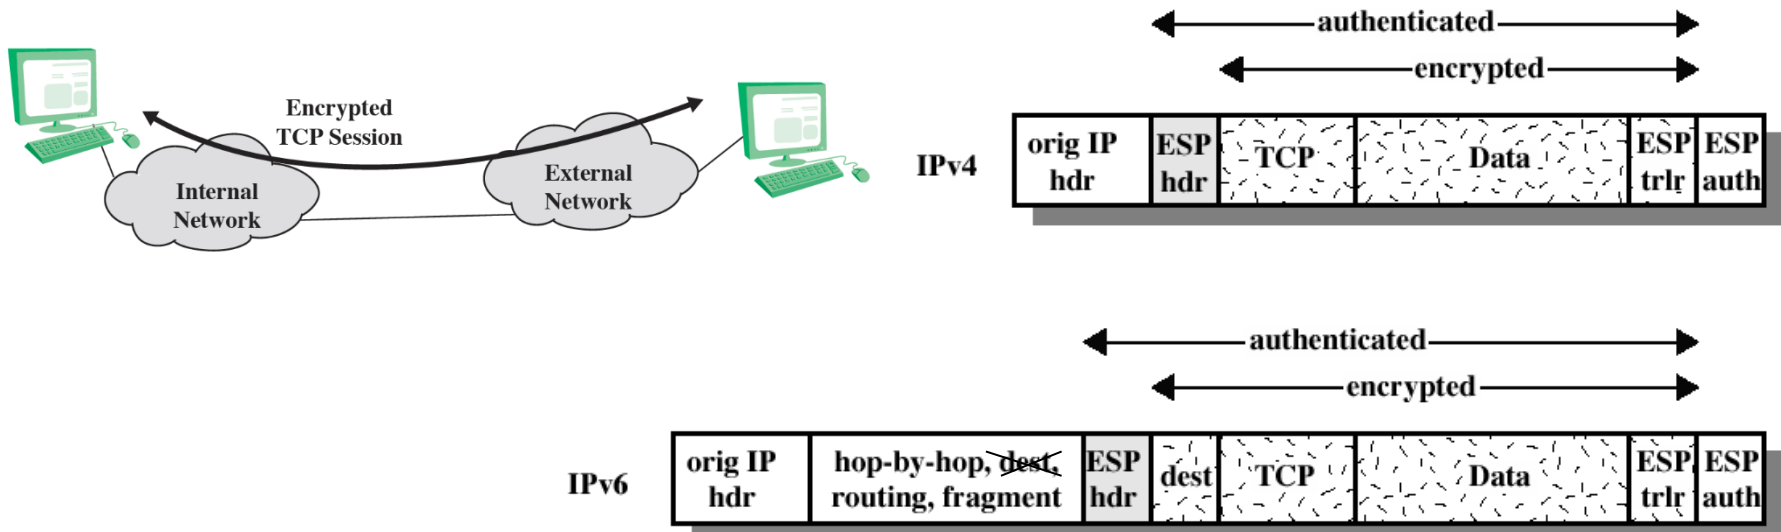 Encrypted
TCP Session
Internal
Network
External
Network
authenticated
encrypted
IPv4
orig IP
hdr
ESP
hdr
TCP
Data
ESP
trlr
ESP
auth
authenticated
encrypted
IPv6
orig IP
hdr
hop-by-hop, dest,
routing, fragment
ESP
hdr
dest
TCP
Data
ESP
trlr
ESP
auth